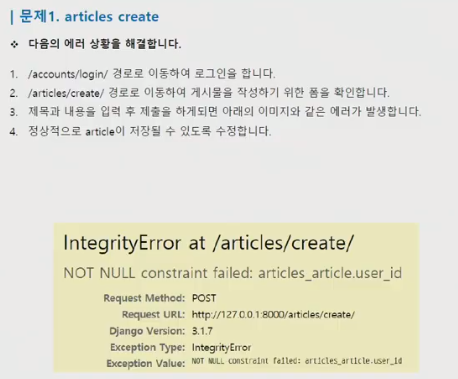 | 문제1. articles create
❖ 다음의 에러 상황을 해결합니다.
1. /accounts/login/ 경로로 이동하여 로그인을 합니다.
2. /articles/create/ 경로로 이동하여 게시물을 작성하기 위한 폼을 확인합니다.
3. 제목과 내용을 입력 후 제출을 하게되면 아래의 이미지와 같은 에러가 발생합니다.
4. 정상적으로 article이 저장될 수 있도록 수정합니다.
IntegrityError at /articles/create/
NOT NULL constraint failed: articles_article.user_id
Request Method: POST
Request URL: http://127.0.0.1:8000/articles/create/
Django Version: 3.1.7
Exception Type: IntegrityError
Exception Value: NOT NULL constraint failed: articles_article.user_id